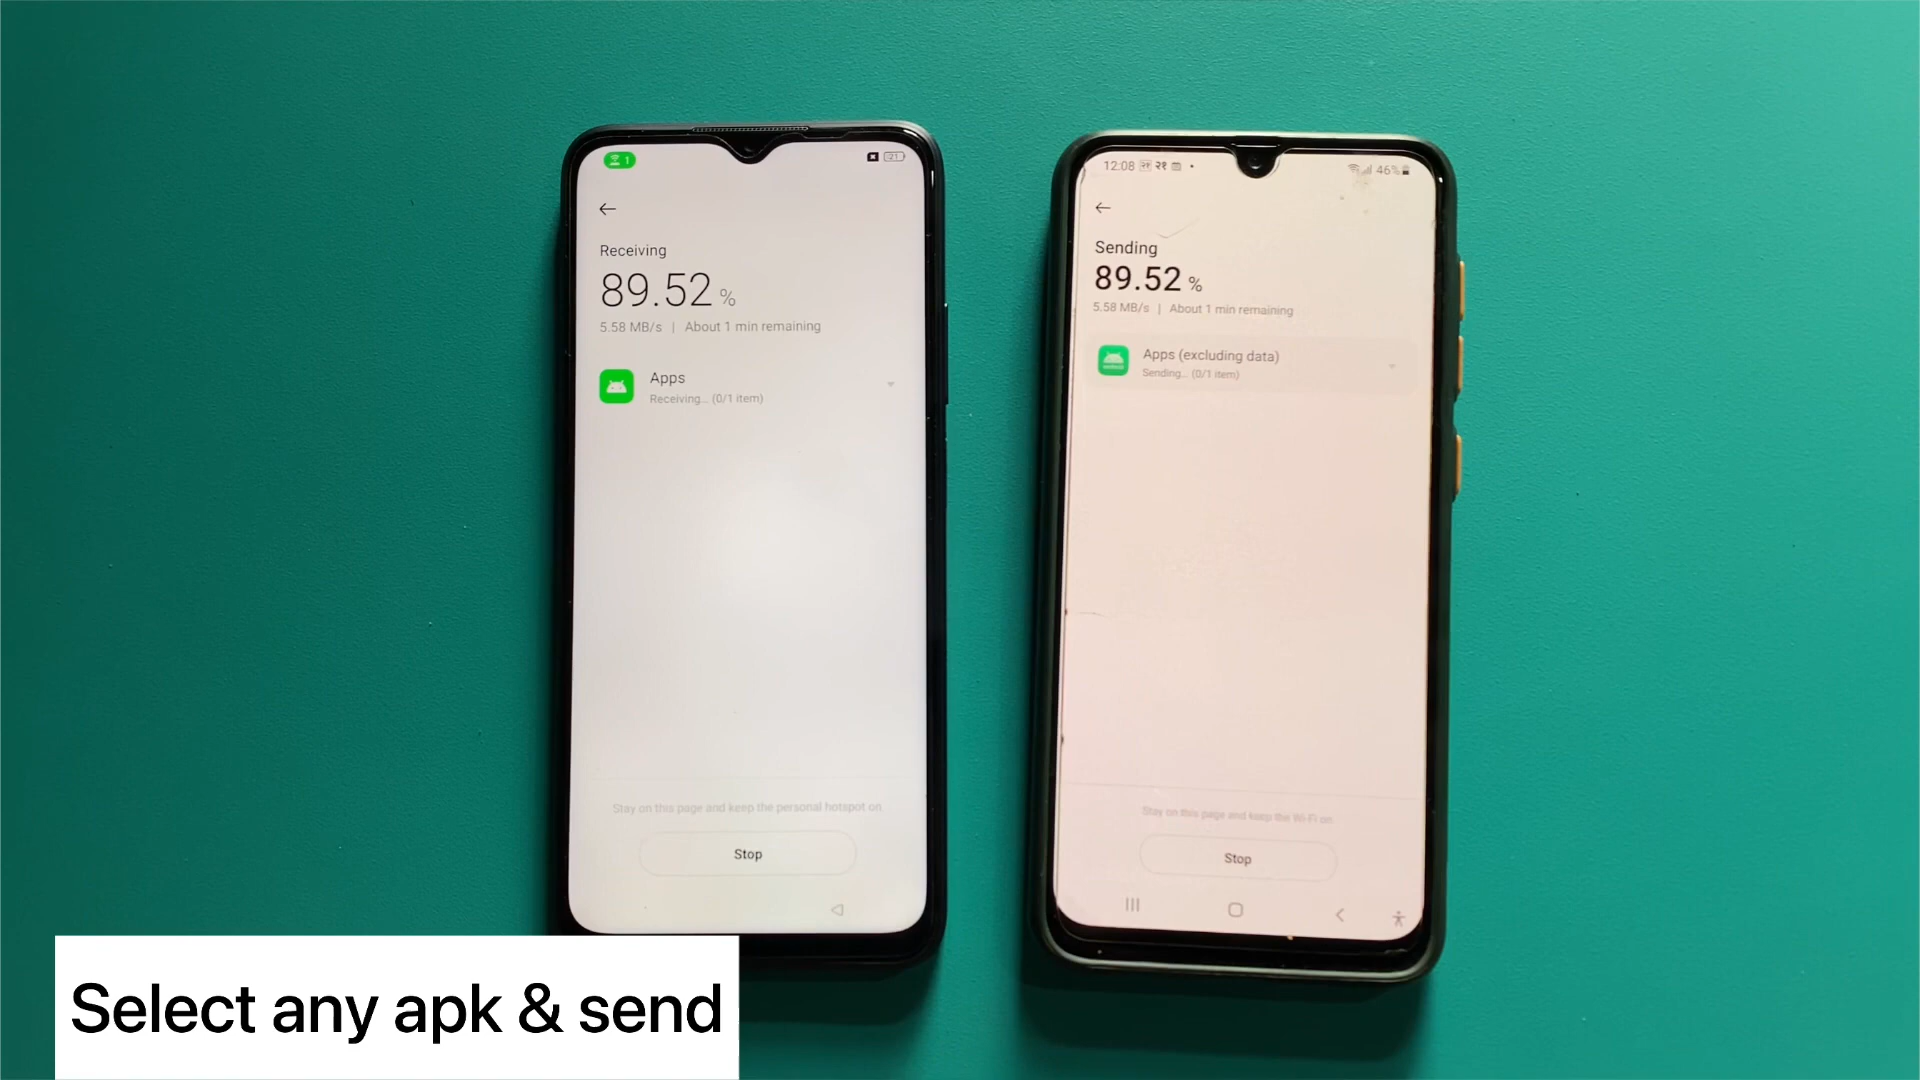 1
21
Receiving
89.52 %
5.58 MB/s | About 1 min remaining
Apps
Receiving... (0/1 item)
Stay on this page and keep the personal hotspot on
Stop
12:08 २१ 46%
Sending
89.52 %
5.58 MB/s | About 1 min remaining
Apps (excluding data)
Sending... (0/1 item)
Stay on this page and keep the Wi-Fi on
Stop
Select any apk & send